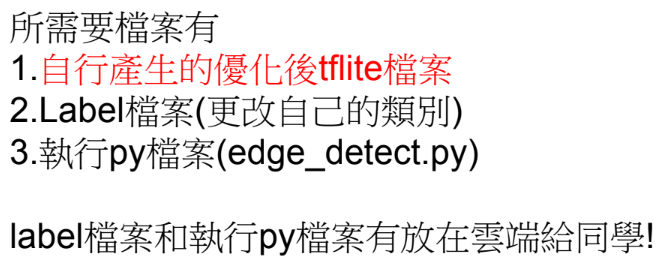 所需要檔案有
1.自行產生的優化後tflite檔案
2.Label檔案(更改自己的類別)
3.執行py檔案(edge_detect.py)
label檔案和執行py檔案有放在雲端給同學!